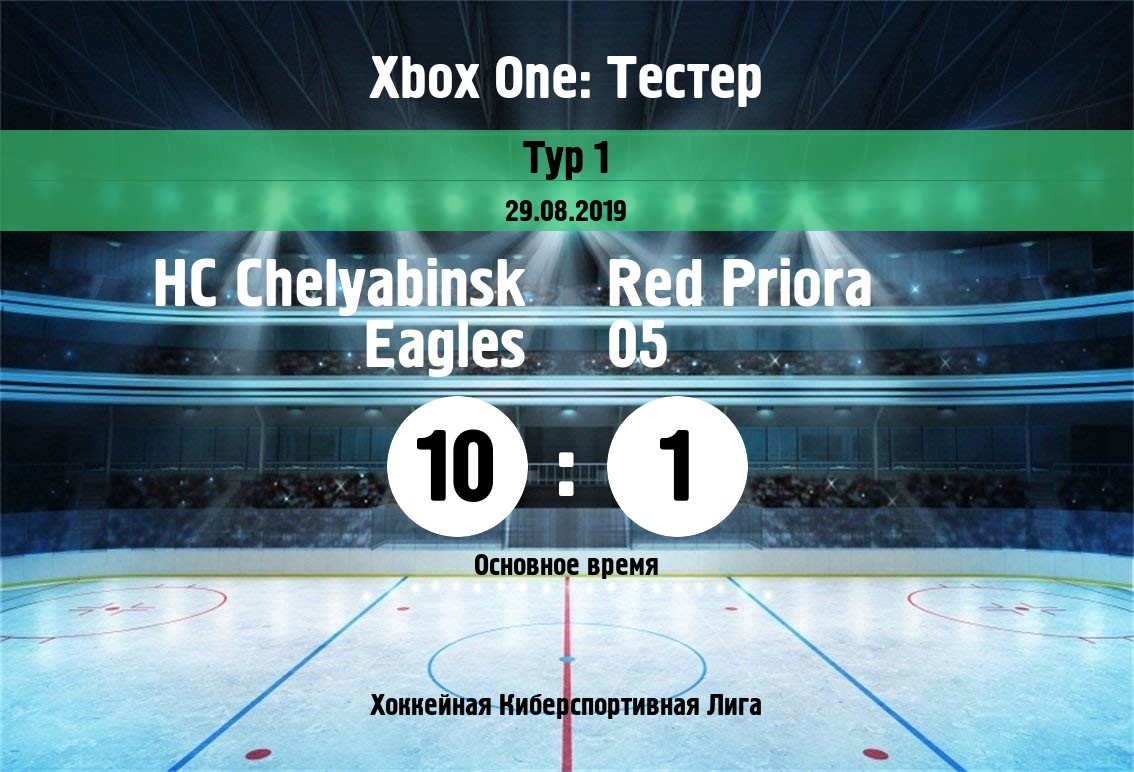 Xbox One: Тестер
Тур 1
29.08.2019
HC Chelyabinsk
Eagles
Red Priora
05
10 : 1
Основное время
Хоккейная Киберспортивная Лига